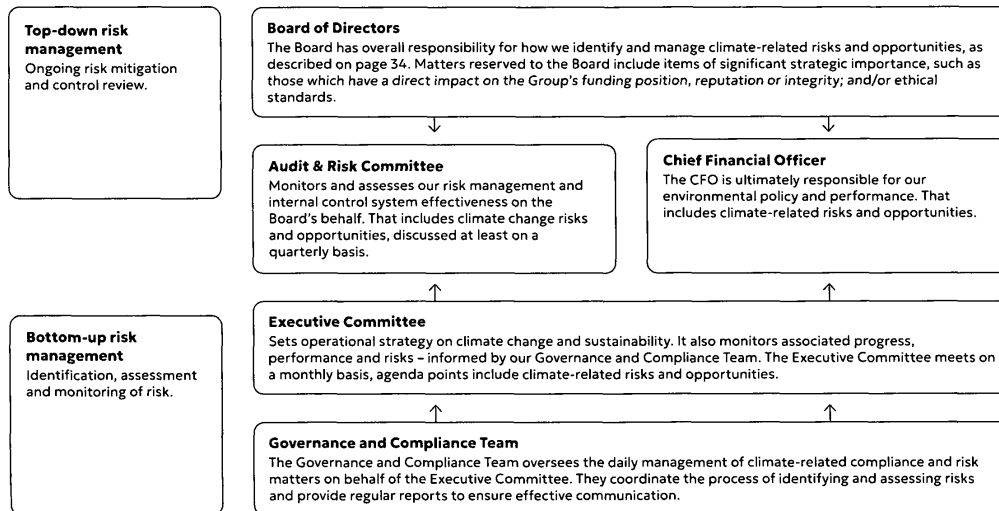 Top-down risk
management
Ongoing risk mitigation
and control review.
Board of Directors
The Board has overall responsibility for how we identify and manage climate-related risks and opportunities, as
described on page 34. Matters reserved to the Board include items of significant strategic importance, such as
those which have a direct impact on the Group's funding position, reputation or integrity; and/or ethical
standards.
Audit & Risk Committee
Monitors and assesses our risk management and
internal control system effectiveness on the
Board's behalf. That includes climate change risks
and opportunities, discussed at least on a
quarterly basis.
Chief Financial Officer
The CFO is ultimately responsible for our
environmental policy and performance. That
includes climate-related risks and opportunities.
Bottom-up risk
management
Identification, assessment
and monitoring of risk.
Executive Committee
Sets operational strategy on climate change and sustainability. It also monitors associated progress,
performance and risks – informed by our Governance and Compliance Team. The Executive Committee meets on
a monthly basis, agenda points include climate-related risks and opportunities.
Governance and Compliance Team
The Governance and Compliance Team oversees the daily management of climate-related compliance and risk
matters on behalf of the Executive Committee. They coordinate the process of identifying and assessing risks
and provide regular reports to ensure effective communication.